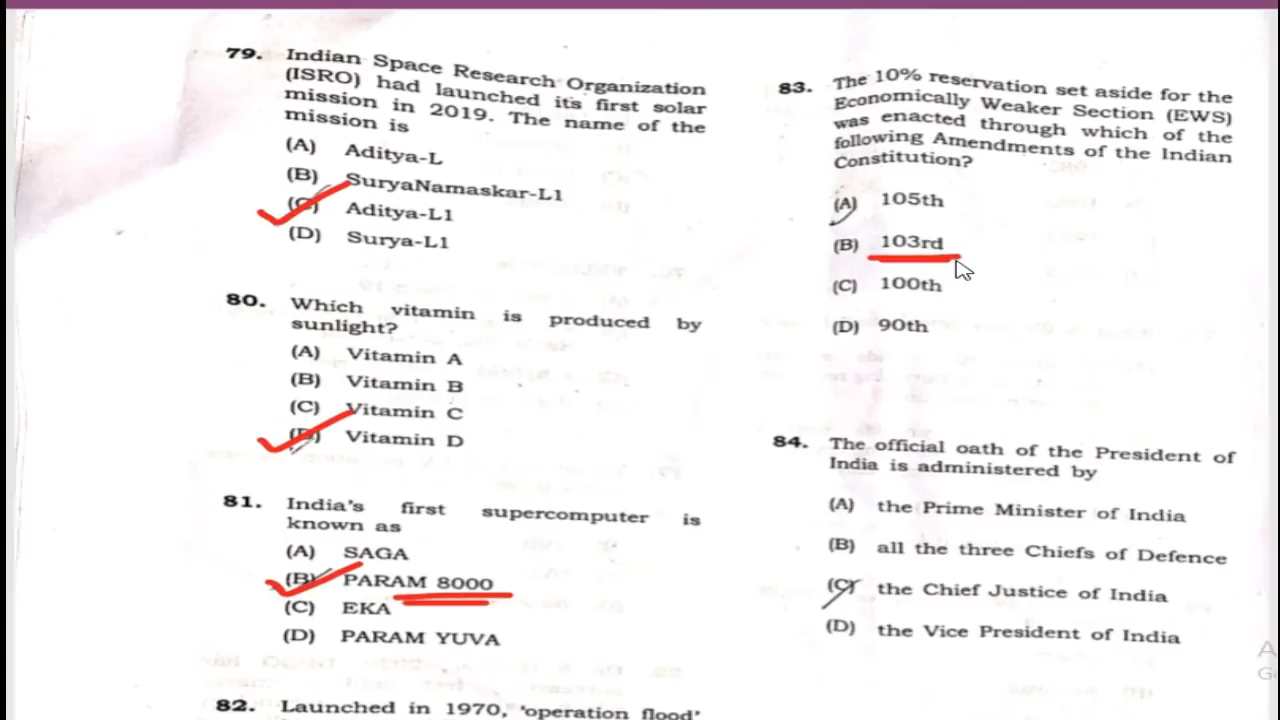 79. Indian Space Research Organization
(ISRO) had launched its first solar
mission in 2019. The name of the
mission is
(A) Aditya-L
(B) SuryaNamaskar-L1
(C) Aditya-L1
(D) Surya-L1
80. Which vitamin is produced by
sunlight?
(A) Vitamin A
(B) Vitamin B
(C) Vitamin C
(D) Vitamin D
81. India's first supercomputer is
known as
(A) SAGA
(B) PARAM 8000
(C) EKA
(D) PARAM YUVA
82. Launched in 1970, 'operation flood'
83. The 10% reservation set aside for the
Economically Weaker Section (EWS)
was enacted through which of the
following Amendments of the Indian
Constitution?
(A) 105th
(B) 103rd
(C) 100th
(D) 90th
84. The official oath of the President of
India is administered by
(A) the Prime Minister of India
(B) all the three Chiefs of Defence
(C) the Chief Justice of India
(D) the Vice President of India